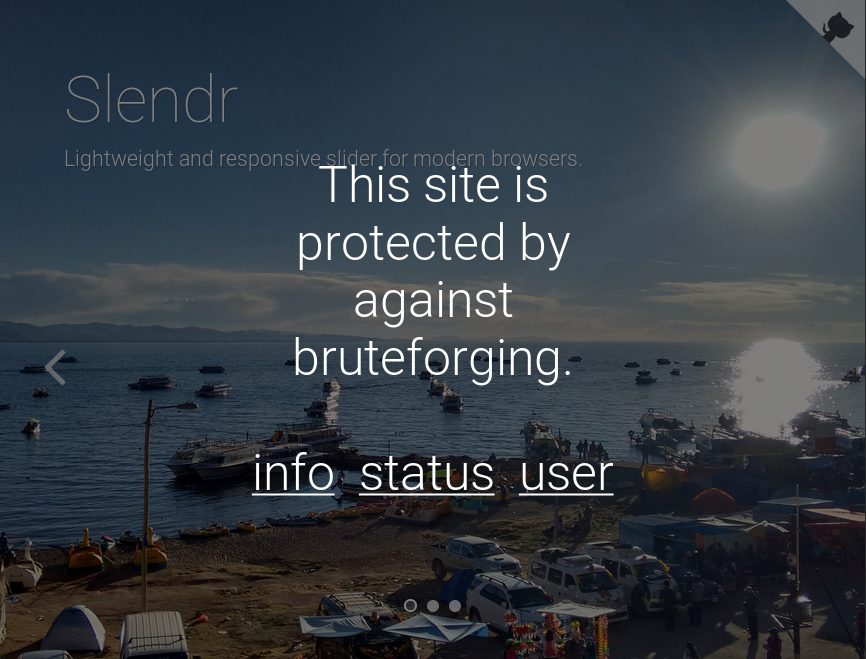 Slendr
Lightweight and responsive slider for modern browsers.
This site is
protected by
against
bruteforging.
info status user